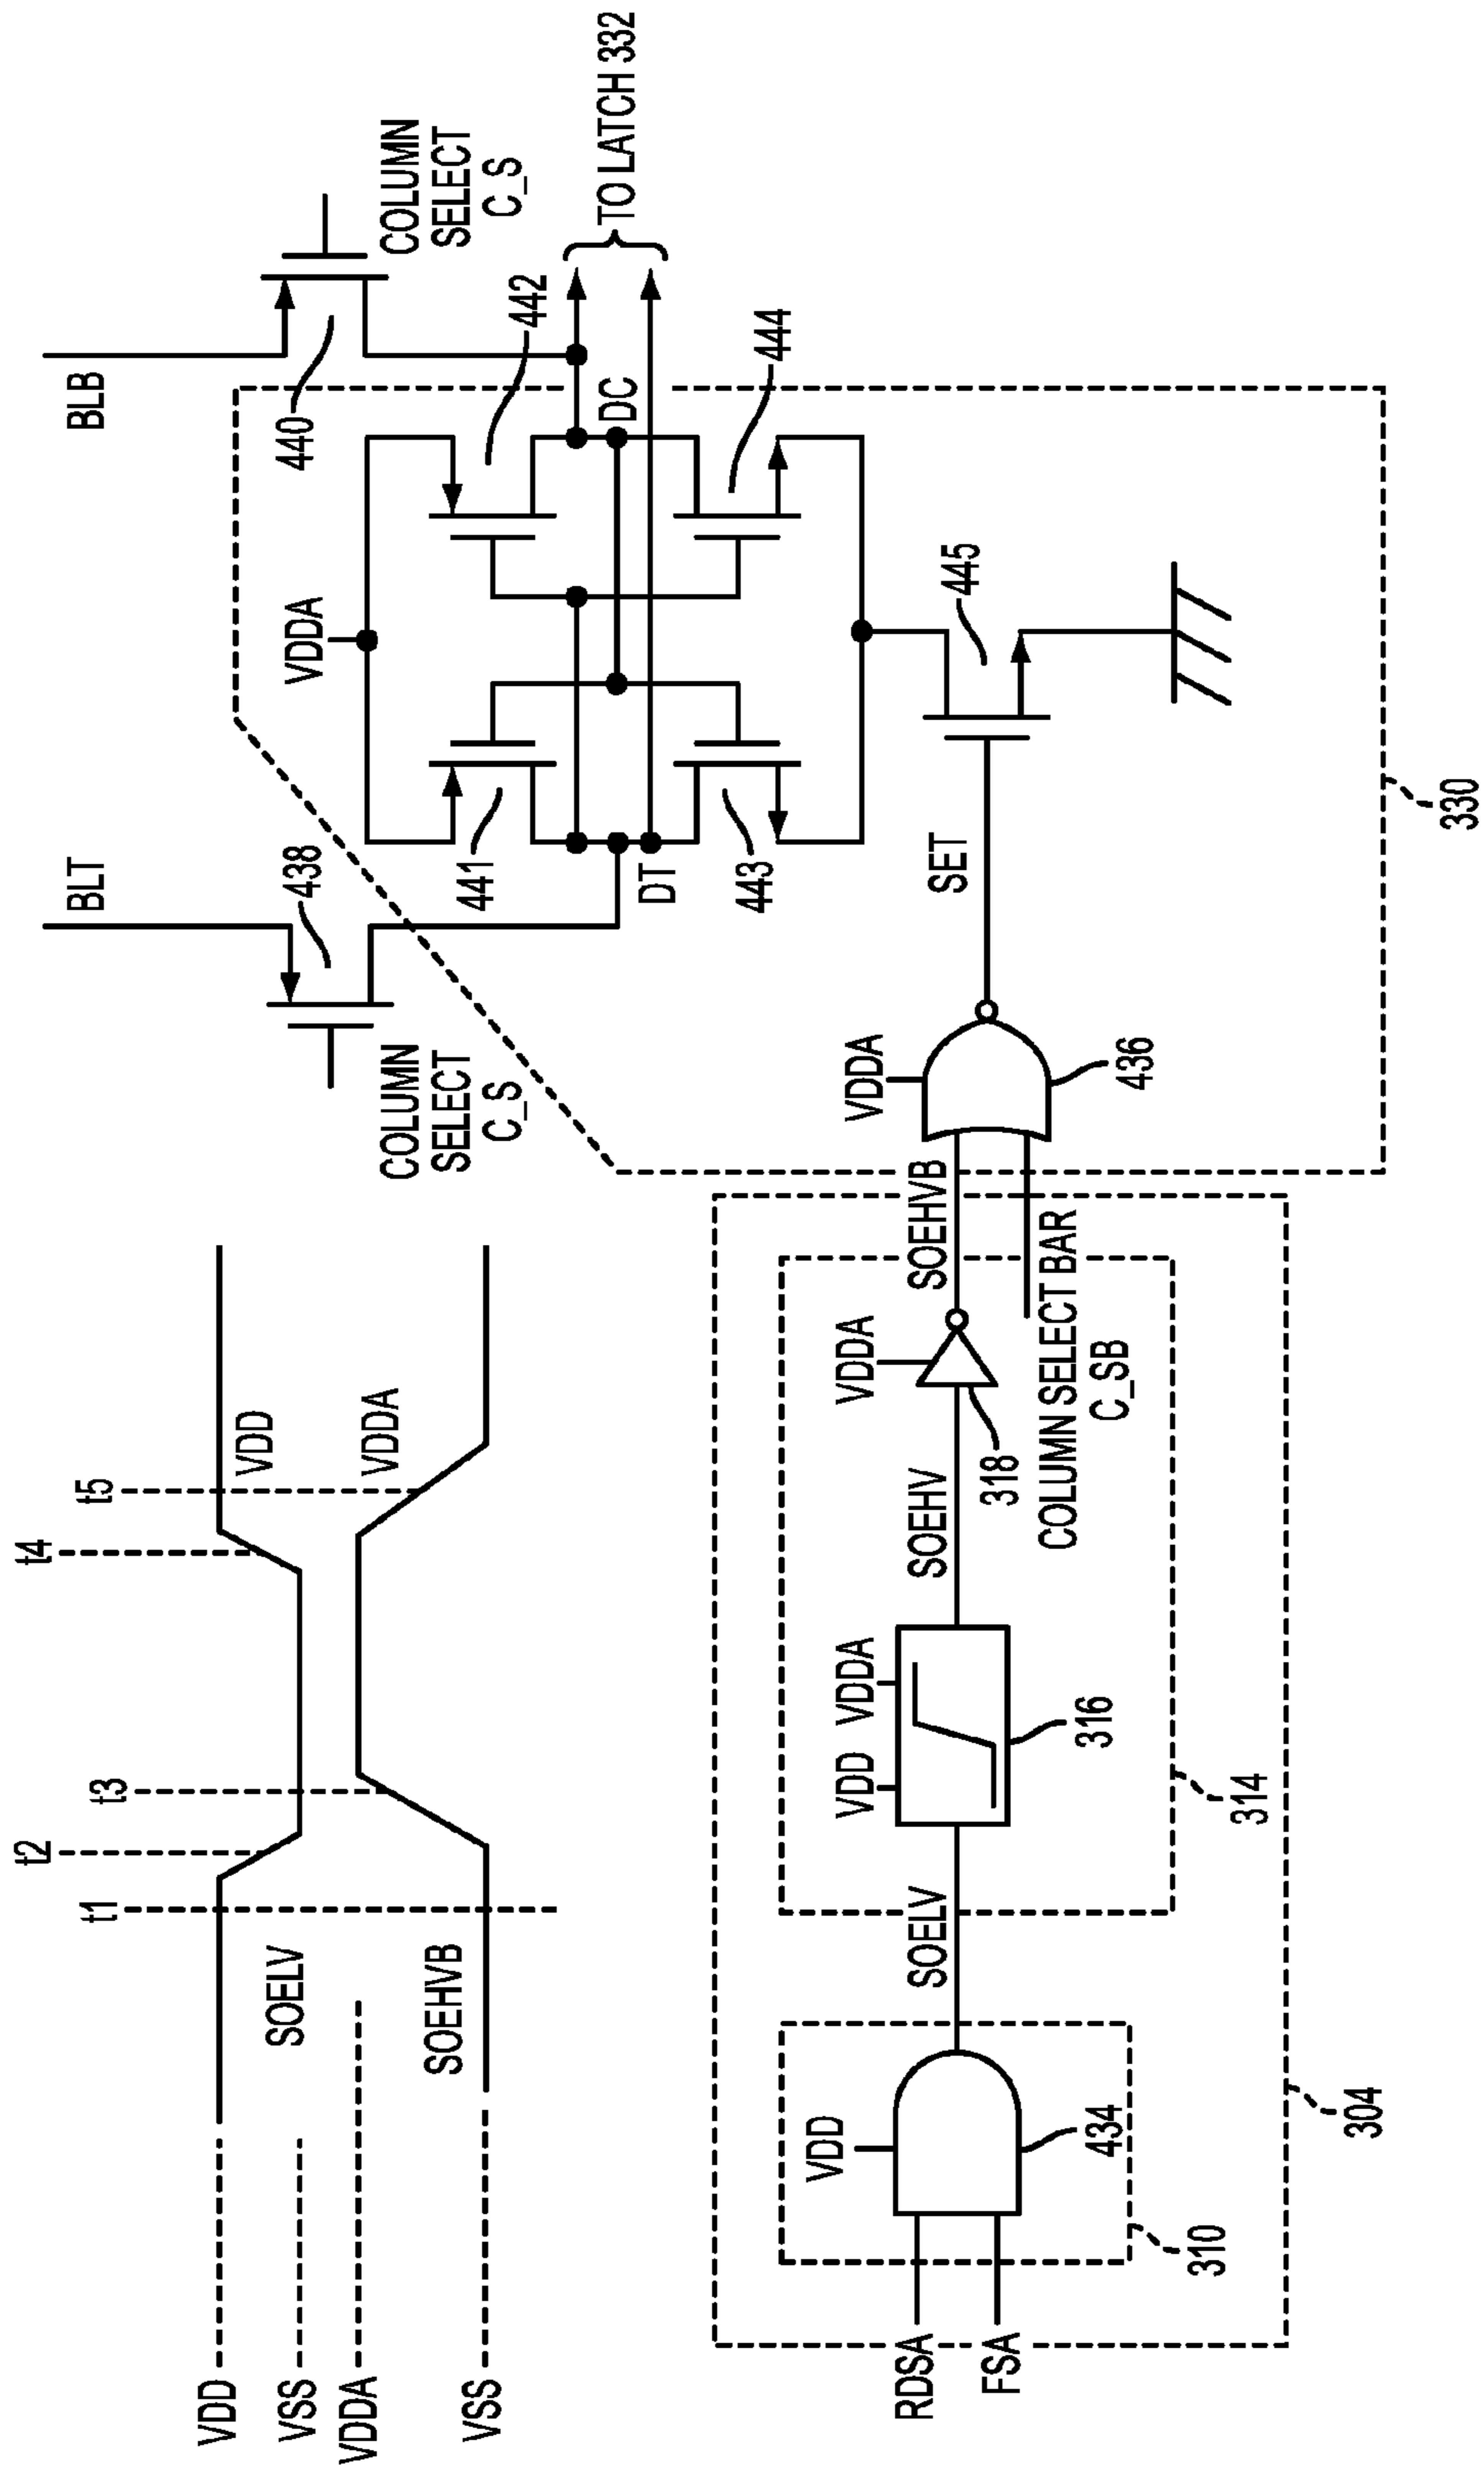 t1
t2
t3
t4
t5
VDD
VSS
SOELV
VDD
VDDA
VDDA
SOEHVB
VSS
BLT
BLB
438
440
COLUMN
SELECT
C_S
COLUMN
SELECT
C_S
VDDA
441
442
DC
TO LATCH 332
DT
443
444
SET
445
330
RDSA
FSA
VDD
434
310
SOELV
VDD
VDDA
316
SOEHV
VDDA
318
314
SOEHVB
COLUMN SELECT BAR
C_SB
304
VDDA
436